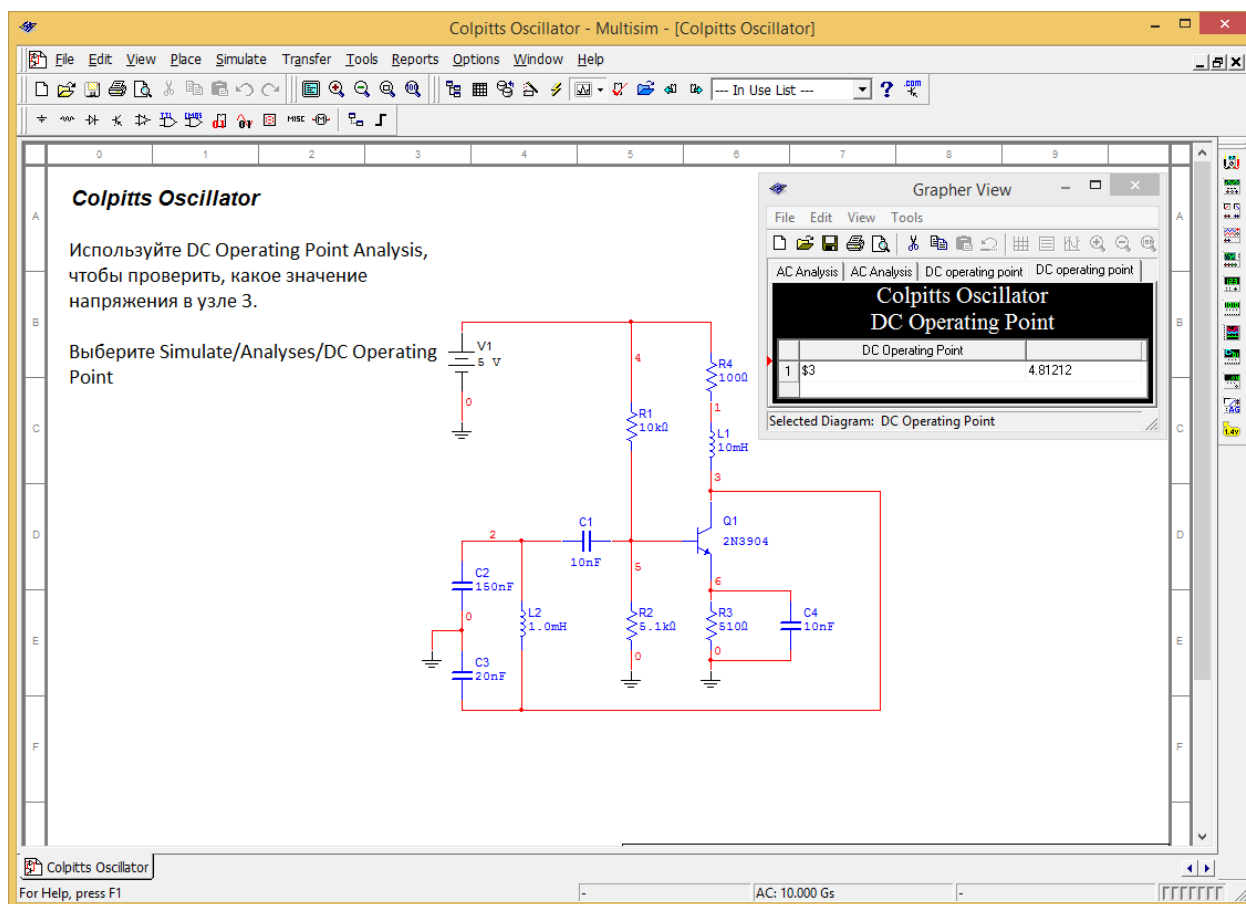 Colpitts Oscillator - Multisim - [Colpitts Oscillator]
File Edit View Place Simulate Transfer Tools Reports Options Window Help
--- In Use List ---
0 1 2 3 4 5 6 7 8 9
Colpitts Oscillator
Используйте DC Operating Point Analysis,
чтобы проверить, какое значение
напряжения в узле 3.
Выберите Simulate/Analyses/DC Operating
Point
Grapher View
File Edit View Tools
AC Analysis AC Analysis DC operating point DC operating point
Colpitts Oscillator
DC Operating Point
DC Operating Point
1 $3 4.81212
Selected Diagram: DC Operating Point
A
B
C
D
E
F
A
B
C
D
E
F
V1
5 V
0
4
R4
100Ω
1
R1
10kΩ
L1
10mH
3
C1
10nF
Q1
2N3904
2
5
6
C2
150nF
0
L2
1.0mH
R2
5.1kΩ
0
R3
510Ω
0
C4
10nF
C3
20nF
Colpitts Oscillator
For Help, press F1
-
AC: 10.000 Gs
-